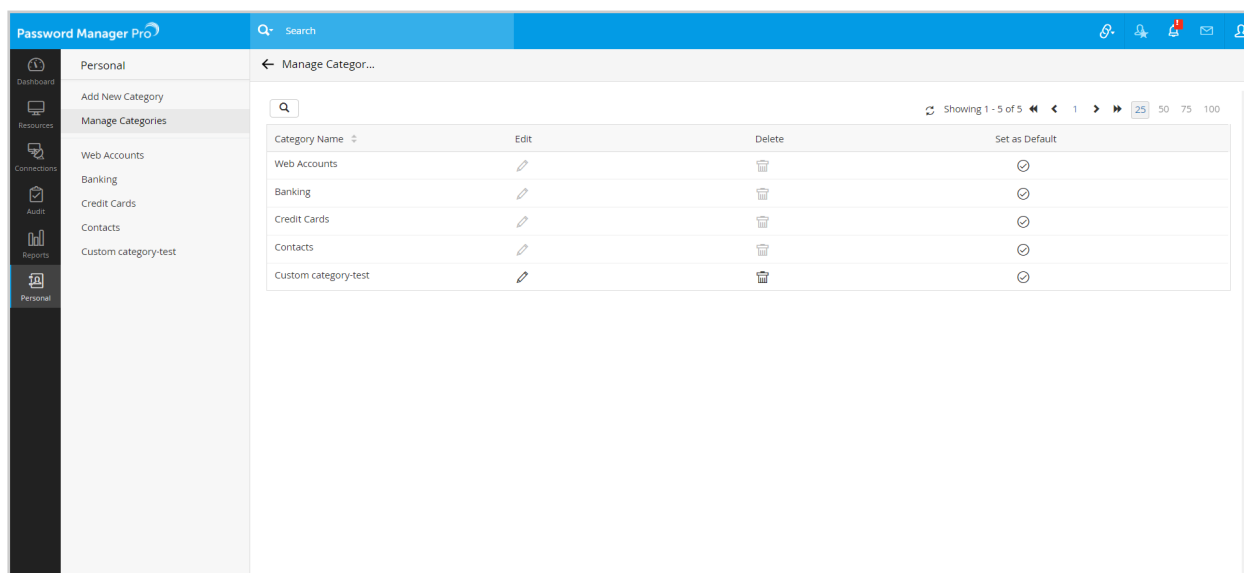 Password Manager Pro
Search
!
Dashboard
Resources
Connections
Audit
Reports
Personal
Personal
Add New Category
Manage Categories
Web Accounts
Banking
Credit Cards
Contacts
Custom category-test
Manage Categor...
Showing 1 - 5 of 5 1 25 50 75 100
Category Name Edit Delete Set as Default
Web Accounts
Banking
Credit Cards
Contacts
Custom category-test